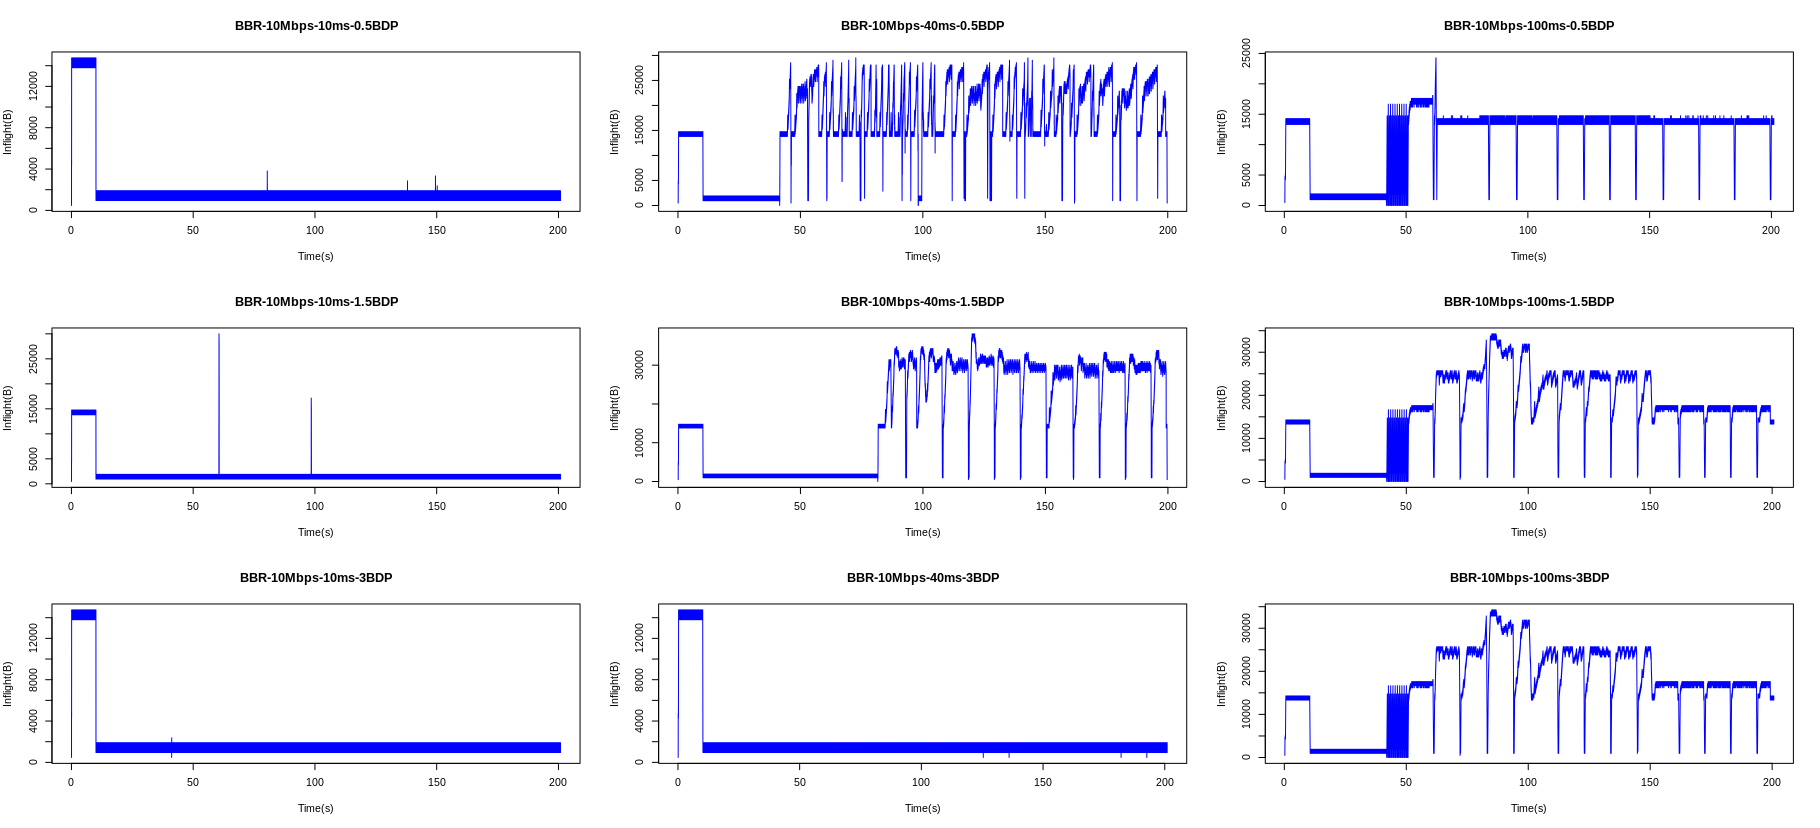 BBR-10Mbps-10ms-0.5BDP
Inflight(B)
0 4000 8000 12000
0 50 100 150 200
Time(s)
BBR-10Mbps-40ms-0.5BDP
Inflight(B)
0 5000 15000 25000
0 50 100 150 200
Time(s)
BBR-10Mbps-100ms-0.5BDP
Inflight(B)
0 5000 15000 25000
0 50 100 150 200
Time(s)
BBR-10Mbps-10ms-1.5BDP
Inflight(B)
0 5000 15000 25000
0 50 100 150 200
Time(s)
BBR-10Mbps-40ms-1.5BDP
Inflight(B)
0 10000 30000
0 50 100 150 200
Time(s)
BBR-10Mbps-100ms-1.5BDP
Inflight(B)
0 10000 20000 30000
0 50 100 150 200
Time(s)
BBR-10Mbps-10ms-3BDP
Inflight(B)
0 4000 8000 12000
0 50 100 150 200
Time(s)
BBR-10Mbps-40ms-3BDP
Inflight(B)
0 4000 8000 12000
0 50 100 150 200
Time(s)
BBR-10Mbps-100ms-3BDP
Inflight(B)
0 10000 20000 30000
0 50 100 150 200
Time(s)